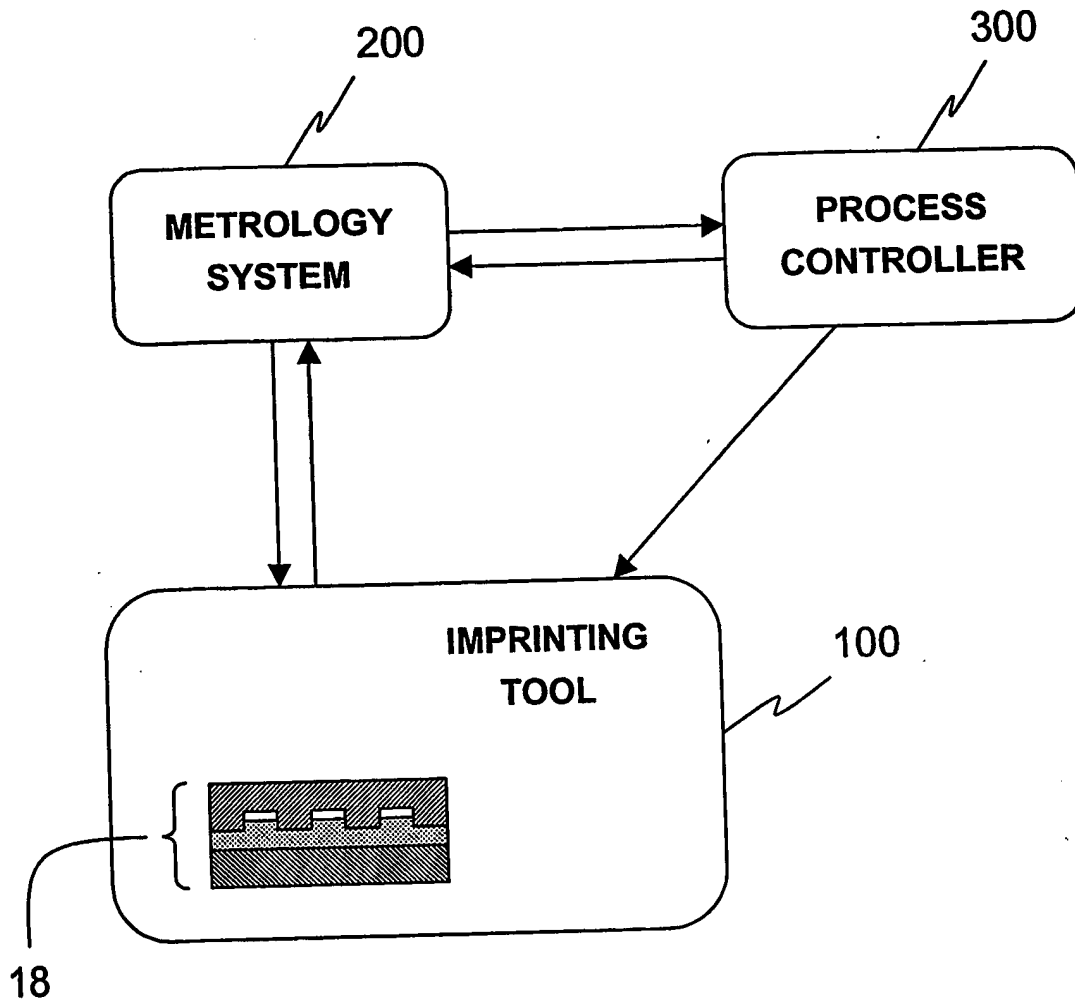 200
300
METROLOGY
SYSTEM
PROCESS
CONTROLLER
IMPRINTING
TOOL
100
18